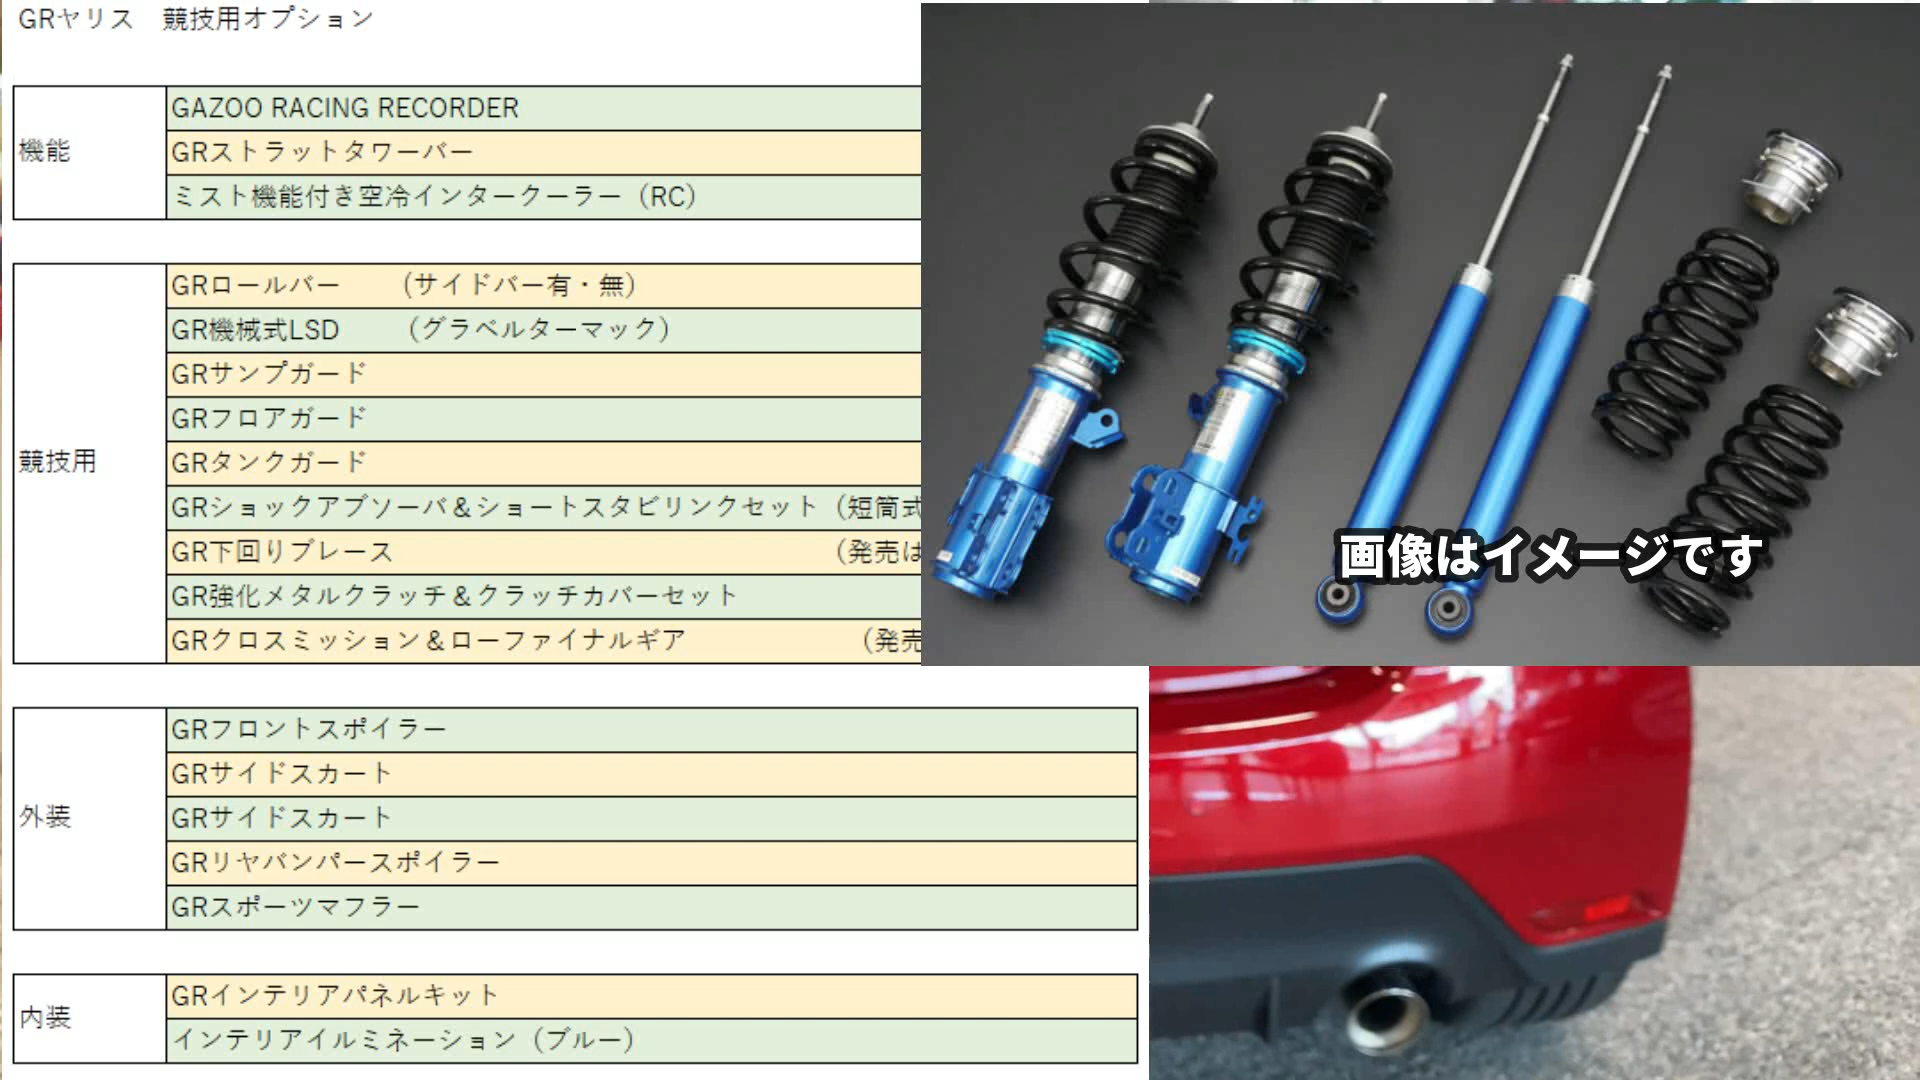 GRヤリス　競技用オプション
機能
GAZOO RACING RECORDER
GRストラットタワーバー
ミスト機能付き空冷インタークーラー（RC）
競技用
GRロールバー　　（サイドバー有・無）
GR機械式LSD　　（グラベルターマック）
GRサンプガード
GRフロアガード
GRタンクガード
GRショックアブソーバ＆ショートスタビリンクセット（短筒式
GR下回りブレース　　（発売は
GR強化メタルクラッチ＆クラッチカバーセット
GRクロスミッション＆ローファイナルギア　　（発売
外装
GRフロントスポイラー
GRサイドスカート
GRサイドスカート
GRリヤバンパースポイラー
GRスポーツマフラー
内装
GRインテリアパネルキット
インテリアイルミネーション（ブルー）
画像はイメージです